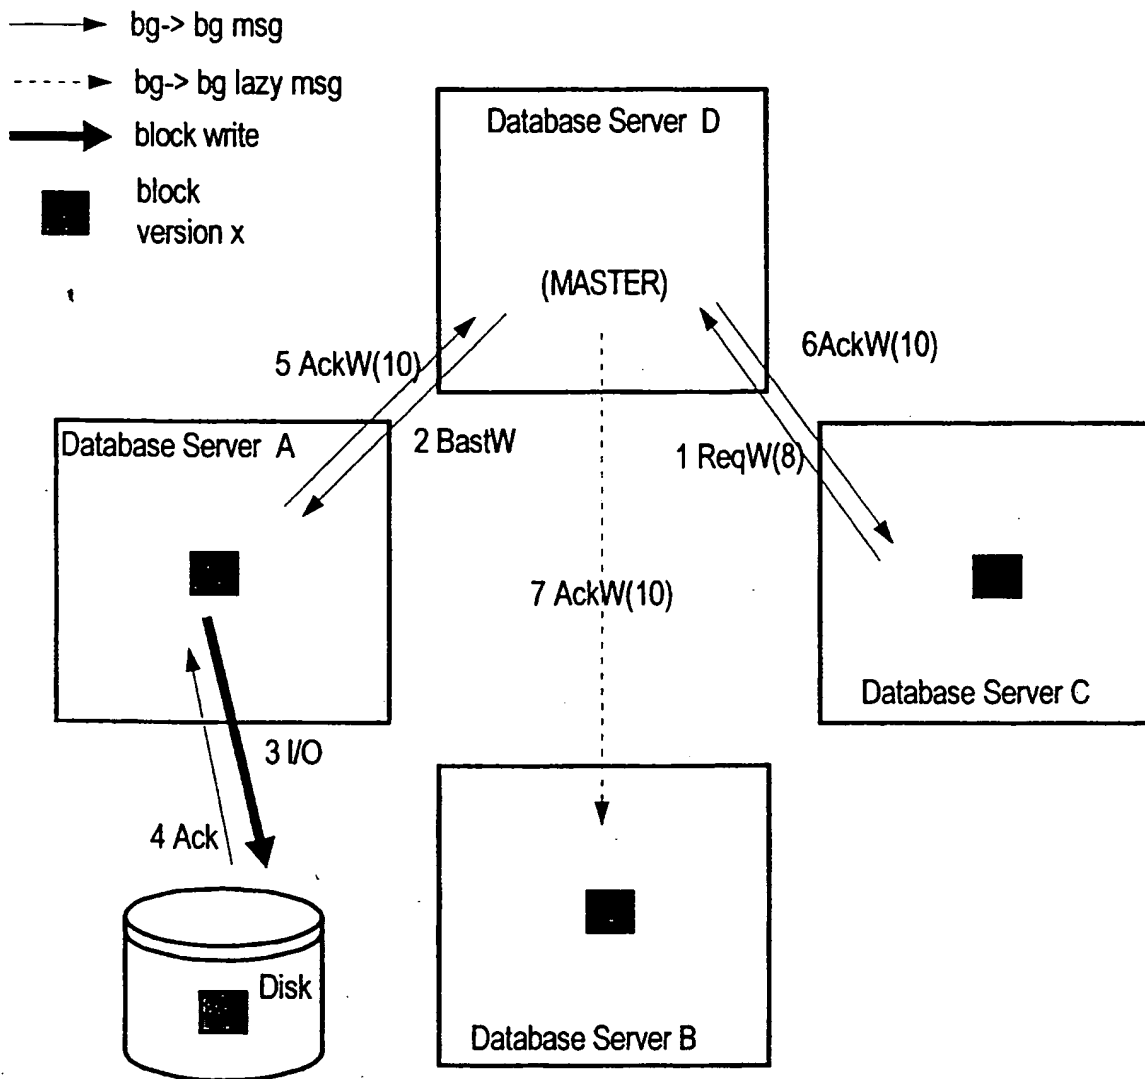 bg-> bg msg
bg-> bg lazy msg
block write
block
version x
Database Server D
(MASTER)
5 AckW(10)
6AckW(10)
Database Server A
2 BastW
1 ReqW(8)
7 AckW(10)
Database Server C
3 I/O
4 Ack
Disk
Database Server B